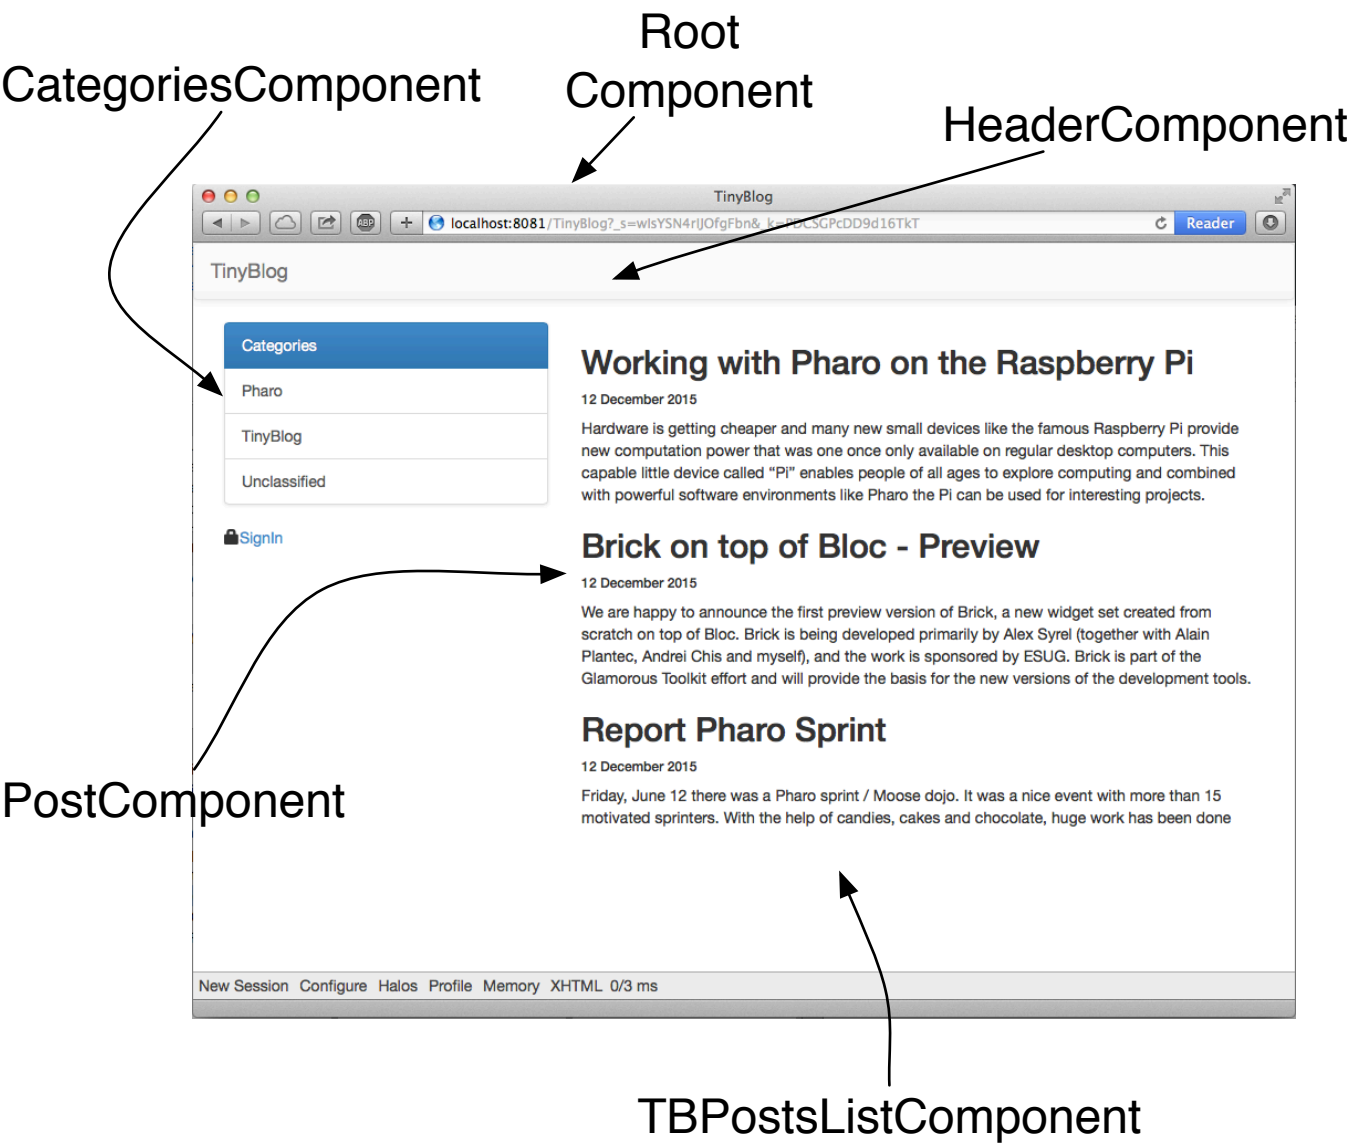 Root
Component
CategoriesComponent
HeaderComponent
TinyBlog
ABP
+
localhost:8081/TinyBlog?_s=
Reader
TinyBlog
Categories
Pharo
TinyBlog
Unclassified
SignIn
Working with Pharo on the Raspberry Pi
12 December 2015
Hardware is getting cheaper and many new small devices like the famous Raspberry Pi provide
new computation power that was one once only available on regular desktop computers. This
capable little device called “Pi” enables people of all ages to explore computing and combined
with powerful software environments like Pharo the Pi can be used for interesting projects.
Brick on top of Bloc - Preview
12 December 2015
We are happy to announce the first preview version of Brick, a new widget set created from
scratch on top of Bloc. Brick is being developed primarily by Alex Syrel (together with Alain
Plantec, Andrei Chis and myself), and the work is sponsored by ESUG. Brick is part of the
Glamorous Toolkit effort and will provide the basis for the new versions of the development tools.
Report Pharo Sprint
12 December 2015
Friday, June 12 there was a Pharo sprint / Moose dojo. It was a nice event with more than 15
motivated sprinters. With the help of candies, cakes and chocolate, huge work has been done
PostComponent
New Session Configure Halos Profile Memory XHTML 0/3 ms
TBPostsListComponent